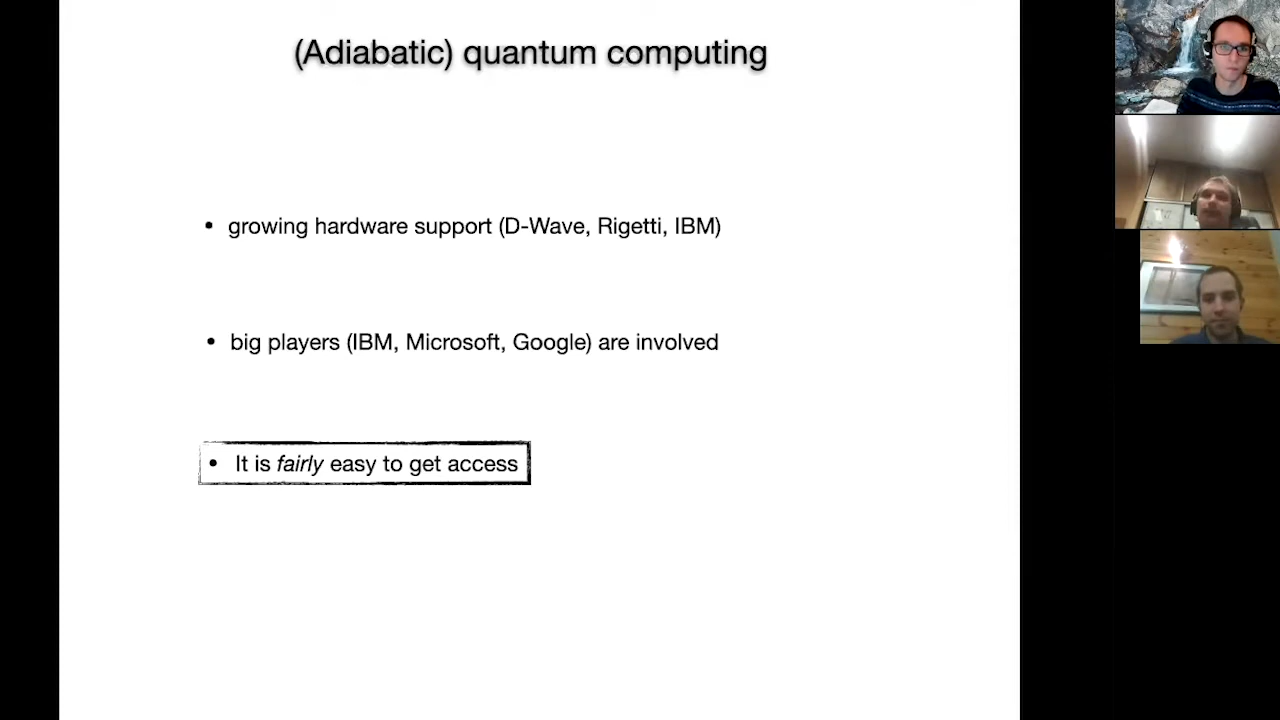 (Adiabatic) quantum computing
• growing hardware support (D-Wave, Rigetti, IBM)
• big players (IBM, Microsoft, Google) are involved
• It is fairly easy to get access